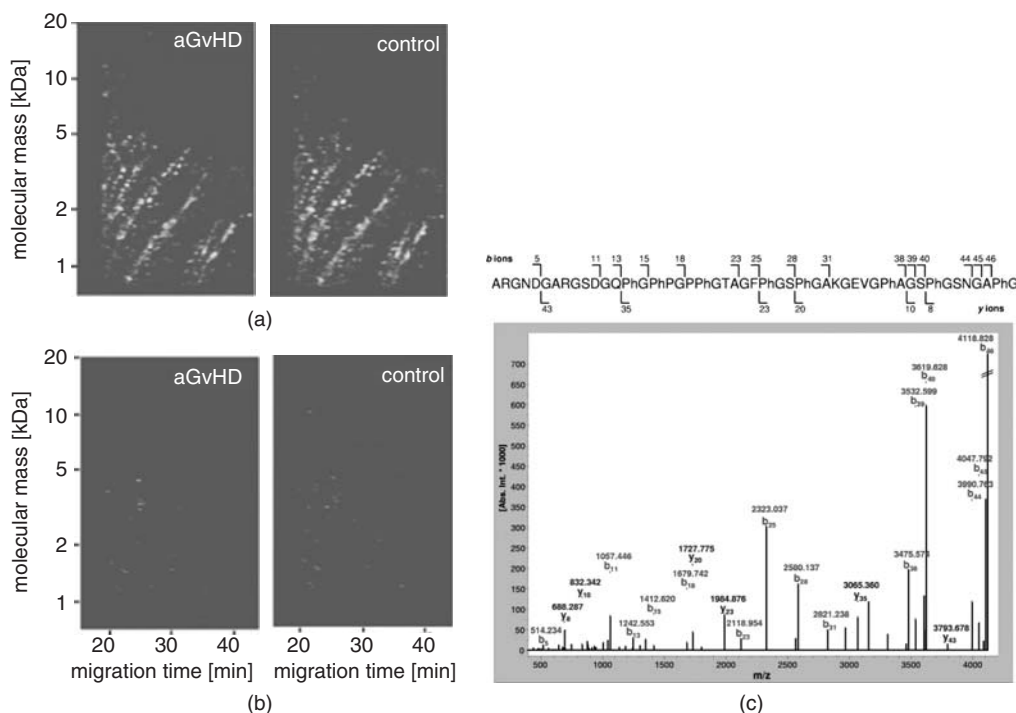 aGvHD
control
20
10
5
2
1
molecular mass [kDa]
(a)
aGvHD
control
20
10
5
2
1
molecular mass [kDa]
20 30 40 20 30 40
migration time [min] migration time [min]
(b)
b ions 5 11 13 15 18 23 25 28 31 38 39 40 44 45 46
ARGNDGARGSDGQPhGPhPGPPhGTAGFPhGSPhGAKGEVGPhAGSPhGSNGAPhG
43 35 23 20 10 8 y ions
[Abs. Int. * 1000]
700
650
600
550
500
450
400
350
300
250
200
150
100
50
0
4118.828
b46
3619.628
b40
3532.599
b39
4047.792
3990.763
b44
2323.037
b25
1727.775
y20
1057.446
b11
1679.742
b18
832.342
y10
2580.137
b28
3475.57
b38
3065.360
y35
688.287
y8
1412.620
1984.876
y23
514.234
b5
1242.553
b13
2118.954
b23
2821.238
b31
3793.678
y43
500 1000 1500 2000 2500 3000 3500 4000
m/z
(c)